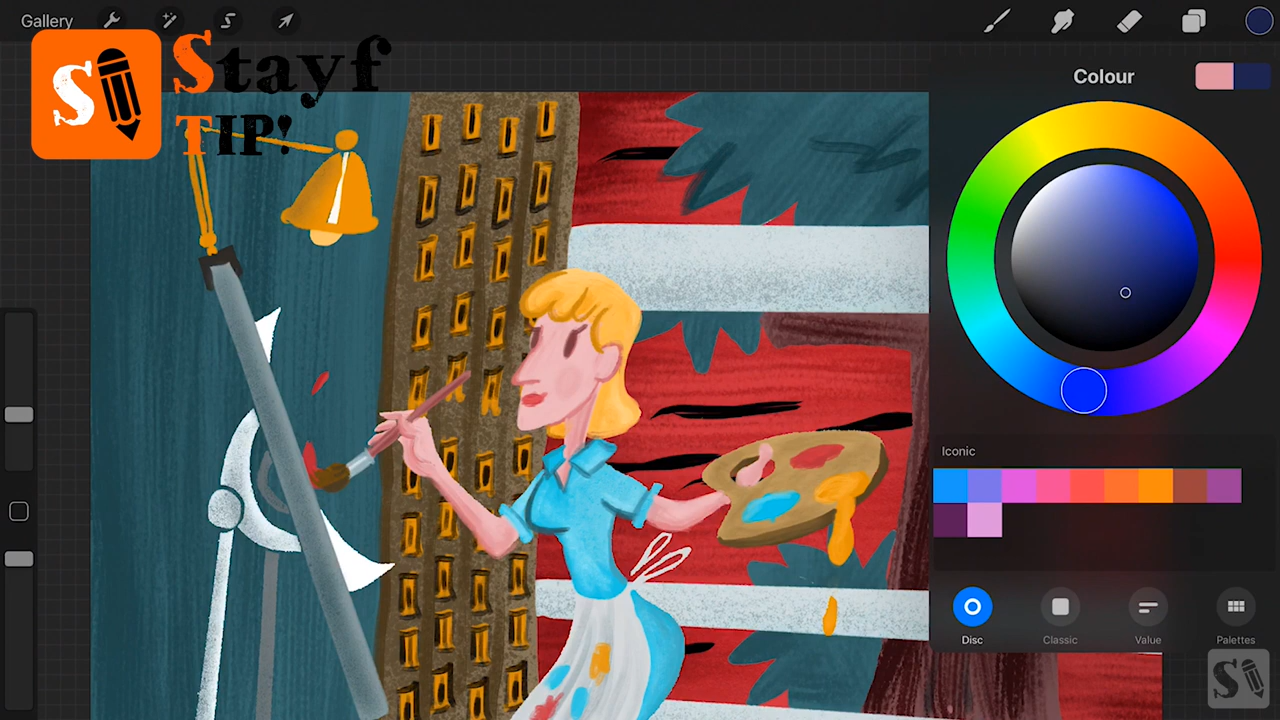 Gallery
S
Stayf
TIP!
Colour
Iconic
Disc
Classic
Value
Palettes
S